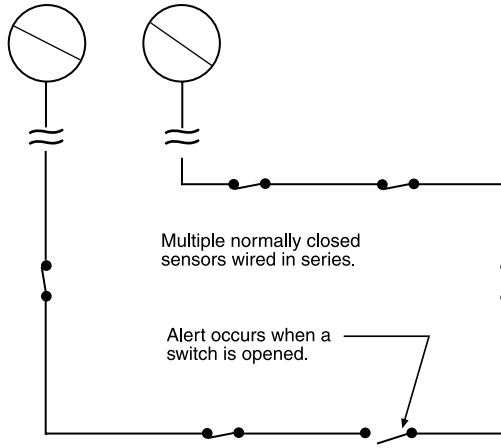 Multiple normally closed
sensors wired in series.
Alert occurs when a
switch is opened.